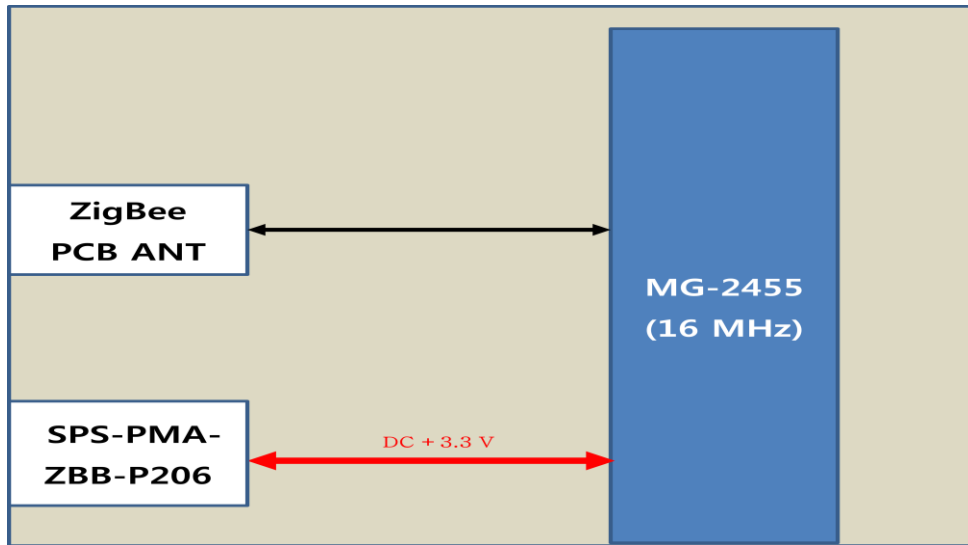 ZigBee
PCB ANT
MG-2455
(16 MHz)
SPS-PMA-
ZBB-P206
DC + 3.3 V